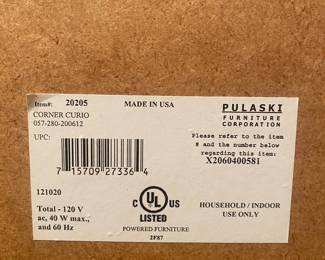 Item#: 20205
MADE IN USA
CORNER CURIO
057-280-200612
UPC:
7 15709 27336 4
PULASKI
FURNITURE
CORPORATION
Please refer to the item
# and the number below
regarding this item:
X2060400581
121020
Total - 120 V
ac, 40 W max.,
and 60 Hz
C UL US
LISTED
POWERED FURNITURE
2F87
HOUSEHOLD / INDOOR
USE ONLY